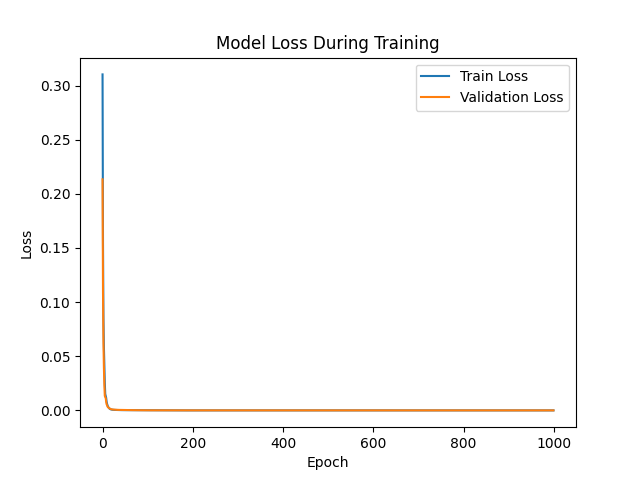 Model Loss During Training
Train Loss
Validation Loss
0.30
0.25
0.20
0.15
0.10
0.05
0.00
Loss
0 200 400 600 800 1000
Epoch